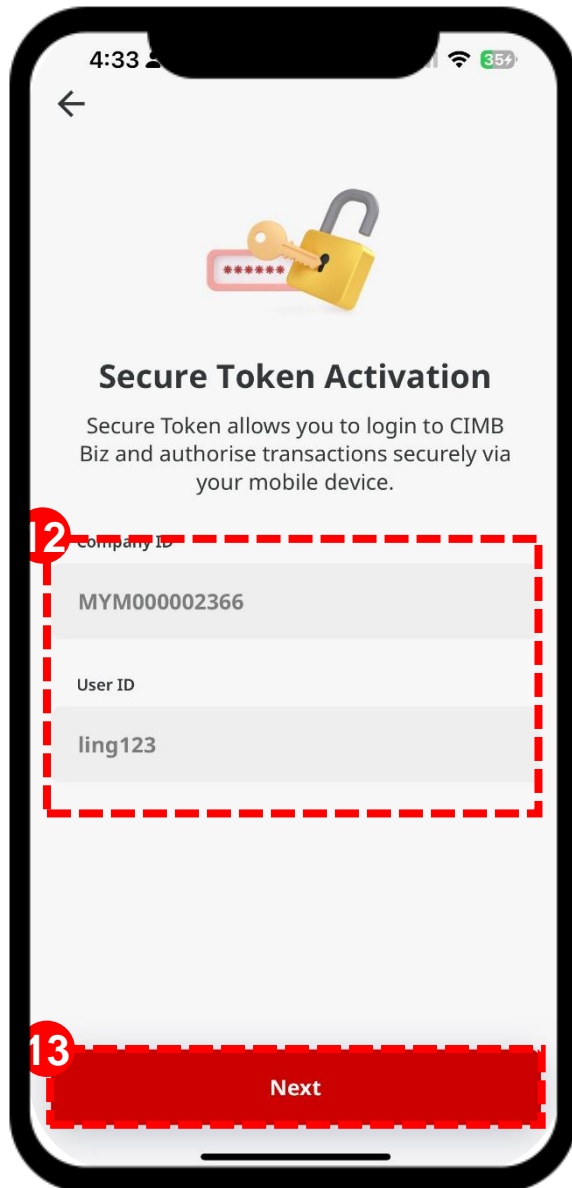 4:33
35
Secure Token Activation
Secure Token allows you to login to CIMB
Biz and authorise transactions securely via
your mobile device.
12
Company ID
MYM000002366
User ID
ling123
13
Next